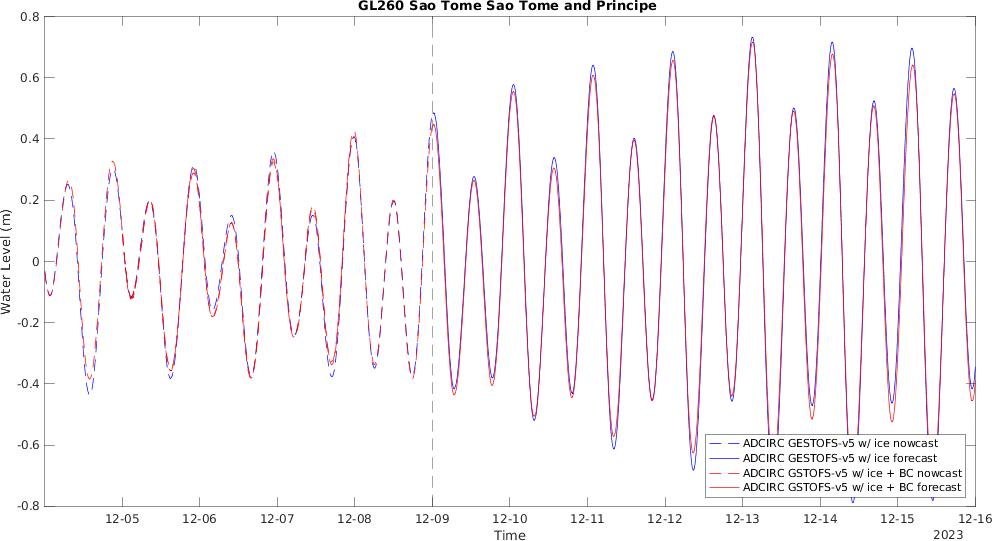 GL260 Sao Tome Sao Tome and Principe
0.8
0.6
0.4
0.2
0
-0.2
-0.4
-0.6
-0.8
Water Level (m)
ADCIRC GESTOFS-v5 w/ ice nowcast
ADCIRC GESTOFS-v5 w/ ice forecast
ADCIRC GSTOFS-v5 w/ ice + BC nowcast
ADCIRC GSTOFS-v5 w/ ice + BC forecast
12-05 12-06 12-07 12-08 12-09 12-10 12-11 12-12 12-13 12-14 12-15 12-16
Time
2023